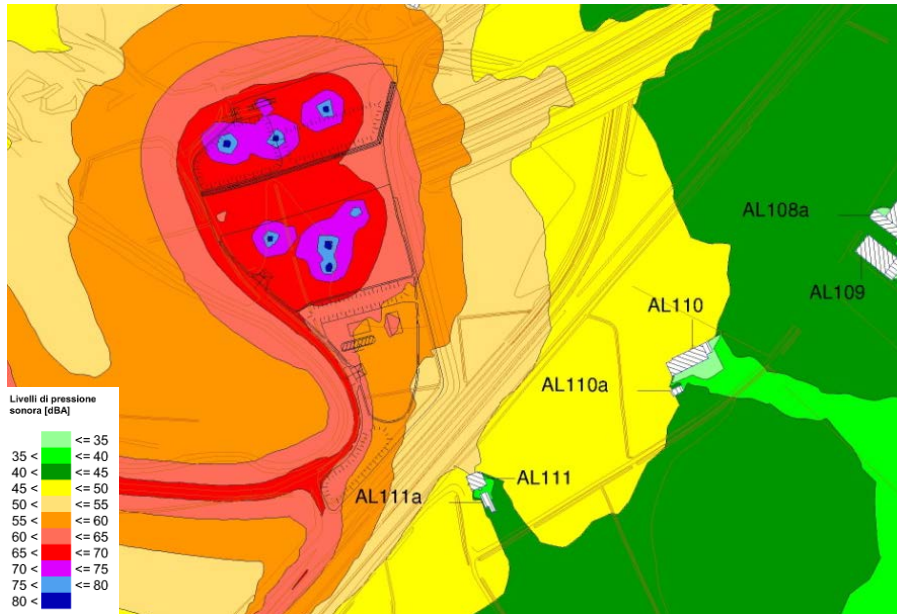 AL108a
AL109
AL110
AL110a
AL111
AL111a
Livelli di pressione
sonora [dBA]
<= 35
35 < <= 40
40 < <= 45
45 < <= 50
50 < <= 55
55 < <= 60
60 < <= 65
65 < <= 70
70 < <= 75
75 < <= 80
80 <